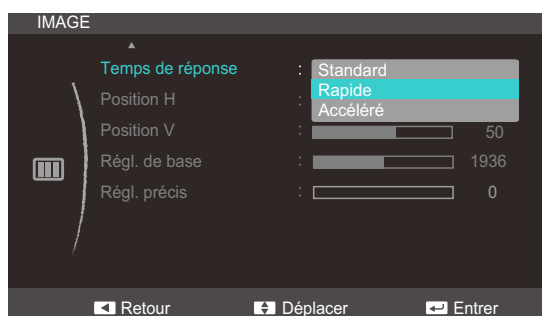 IMAGE
Temps de réponse : Standard
Rapide
Position H :
Accéléré
Position V : 50
Régl. de base : 1936
Régl. précis : 0
Retour Déplacer Entrer